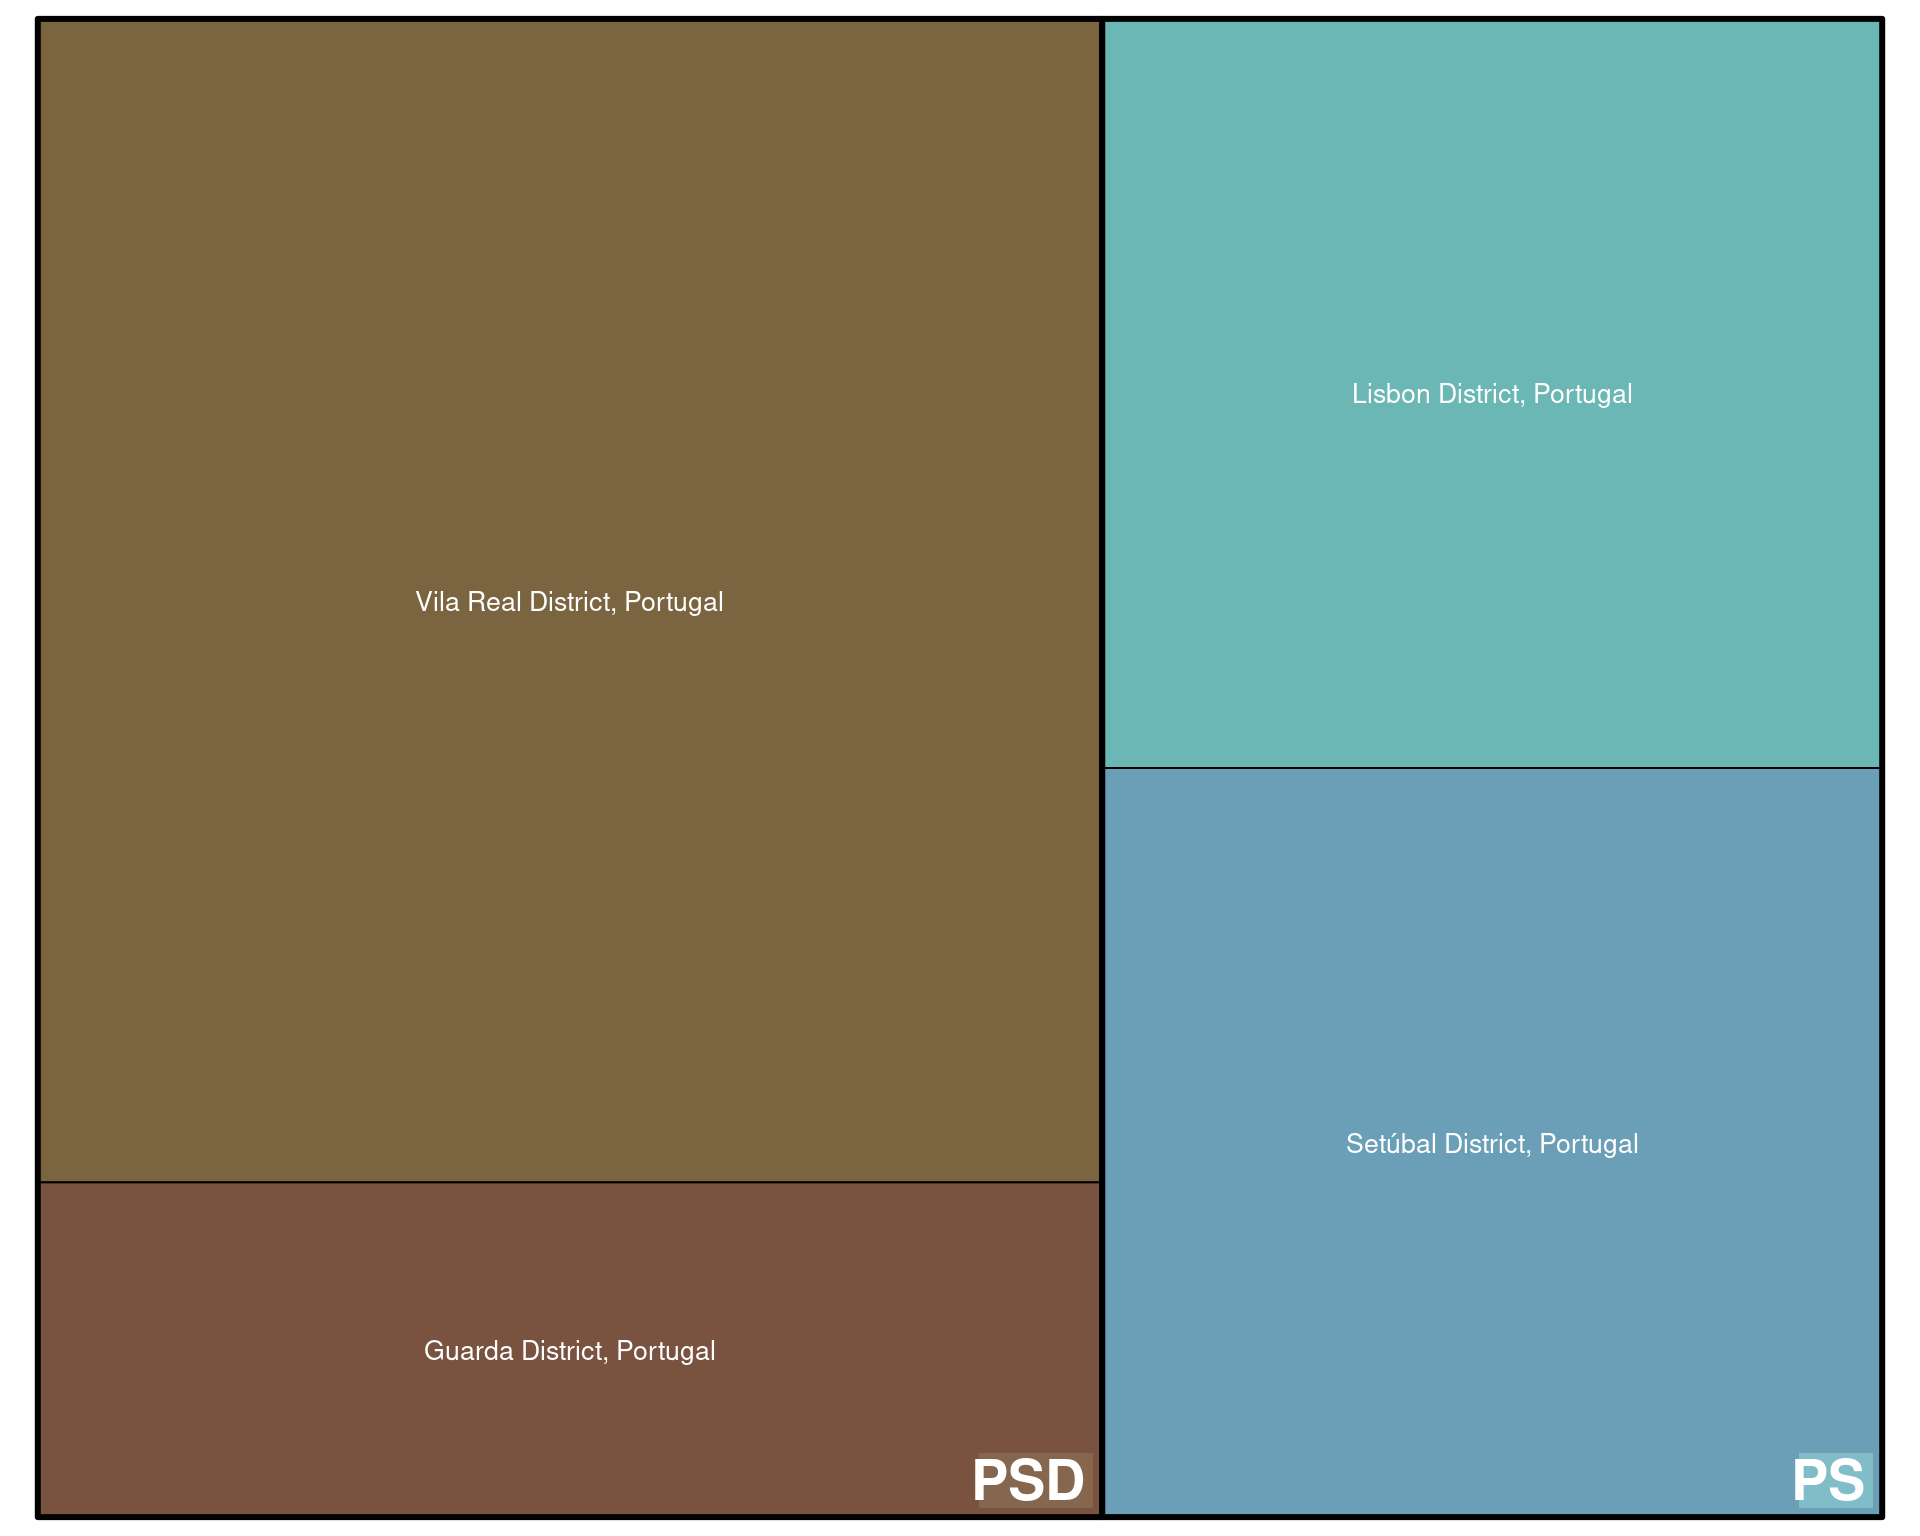 Vila Real District, Portugal
Guarda District, Portugal
PSD
Lisbon District, Portugal
Setúbal District, Portugal
PS